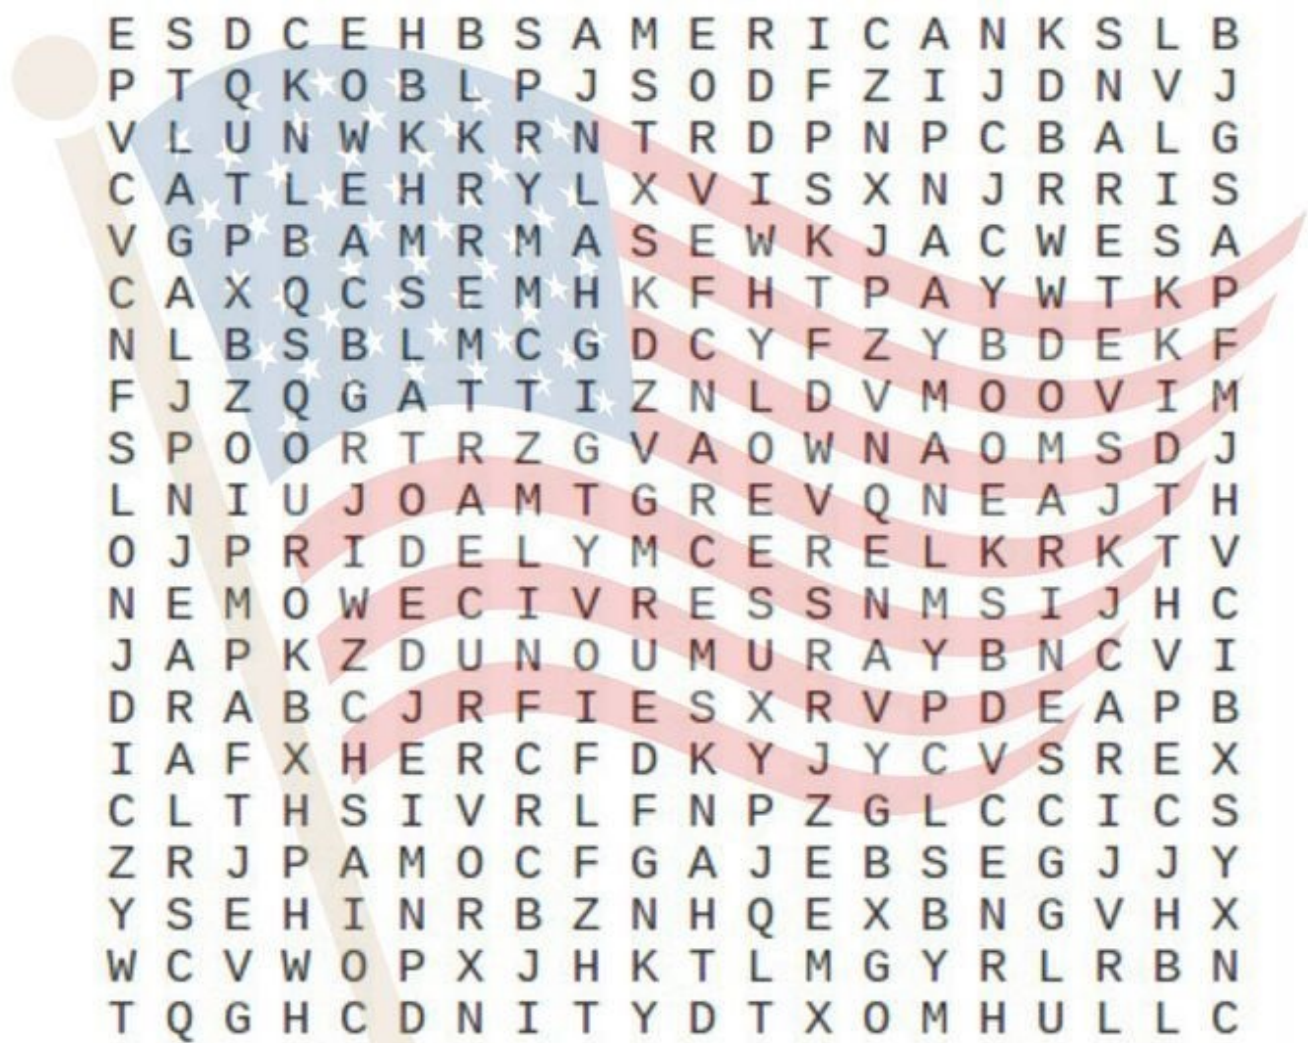 E S D C E H B S A M E R I C A N K S L B
P T Q K O B L P J S O D F Z I J D N V J
V L U N W K K R N T R D P N P C B A L G
C A T L E H R Y L X V I S X N J R R I S
V G P B A M R M A S E W K J A C W E S A
C A X Q C S E M H K F H T P A Y W T K P
N L B S B L M C G D C Y F Z Y B D E K F
F J Z Q G A T T I Z N L D V M O O V I M
S P O O R T R Z G V A O W N A O M S D J
L N I U J O A M T G R E V Q N E A J T H
O J P R I D E L Y M C E R E L K R K T V
N E M O W E C I V R E S S N M S I J H C
J A P K Z D U N O U M U R A Y B N C V I
D R A B C J R F I E S X R V P D E A P B
I A F X H E R C F D K Y J Y C V S R E X
C L T H S I V R L F N P Z G L C C I C S
Z R J P A M O C F G A J E B S E G J J Y
Y S E H I N R B Z N H Q E X B N G V H X
W C V W O P X J H K T L M G Y R L R B N
T Q G H C D N I T Y D T X O M H U L L C